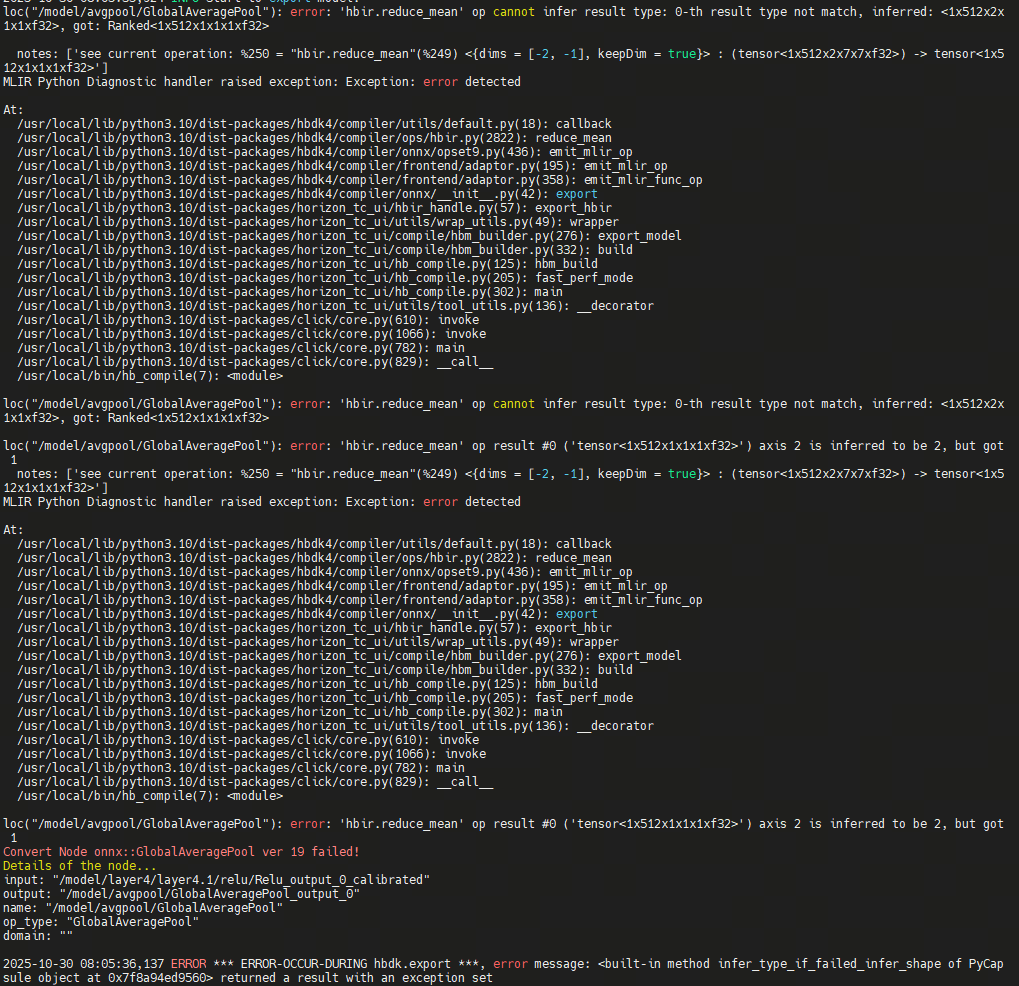 loc("/model/avgpool/GlobalAveragePool"): error: 'hbir.reduce_mean' op cannot infer result type: 0-th result type not match, inferred: <1x512x2x
1x1xf32>, got: Ranked<1x512x1x1x1xf32>
  notes: ['see current operation: %250 = "hbir.reduce_mean"(%249) <{dims = [-2, -1], keepDim = true}> : (tensor<1x512x2x7x7xf32>) -> tensor<1x5
12x1x1x1xf32>']
MLIR Python Diagnostic handler raised exception: Exception: error detected
At:
  /usr/local/lib/python3.10/dist-packages/hbdk4/compiler/utils/default.py(18): callback
  /usr/local/lib/python3.10/dist-packages/hbdk4/compiler/ops/hbir.py(2822): reduce_mean
  /usr/local/lib/python3.10/dist-packages/hbdk4/compiler/onnx/opset9.py(436): emit_mlir_op
  /usr/local/lib/python3.10/dist-packages/hbdk4/compiler/frontend/adaptor.py(195): emit_mlir_op
  /usr/local/lib/python3.10/dist-packages/hbdk4/compiler/frontend/adaptor.py(358): emit_mlir_func_op
  /usr/local/lib/python3.10/dist-packages/hbdk4/compiler/onnx/__init__.py(42): export
  /usr/local/lib/python3.10/dist-packages/horizon_tc_ui/hbir_handle.py(57): export_hbir
  /usr/local/lib/python3.10/dist-packages/horizon_tc_ui/utils/wrap_utils.py(49): wrapper
  /usr/local/lib/python3.10/dist-packages/horizon_tc_ui/compile/hbm_builder.py(276): export_model
  /usr/local/lib/python3.10/dist-packages/horizon_tc_ui/compile/hbm_builder.py(332): build
  /usr/local/lib/python3.10/dist-packages/horizon_tc_ui/hb_compile.py(125): hbm_build
  /usr/local/lib/python3.10/dist-packages/horizon_tc_ui/hb_compile.py(205): fast_perf_mode
  /usr/local/lib/python3.10/dist-packages/horizon_tc_ui/hb_compile.py(302): main
  /usr/local/lib/python3.10/dist-packages/horizon_tc_ui/utils/tool_utils.py(136): __decorator
  /usr/local/lib/python3.10/dist-packages/click/core.py(610): invoke
  /usr/local/lib/python3.10/dist-packages/click/core.py(1066): invoke
  /usr/local/lib/python3.10/dist-packages/click/core.py(782): main
  /usr/local/lib/python3.10/dist-packages/click/core.py(829): __call__
  /usr/local/bin/hb_compile(7): <module>
loc("/model/avgpool/GlobalAveragePool"): error: 'hbir.reduce_mean' op cannot infer result type: 0-th result type not match, inferred: <1x512x2x
1x1xf32>, got: Ranked<1x512x1x1x1xf32>
loc("/model/avgpool/GlobalAveragePool"): error: 'hbir.reduce_mean' op result #0 ('tensor<1x512x1x1x1xf32>') axis 2 is inferred to be 2, but got
 1
  notes: ['see current operation: %250 = "hbir.reduce_mean"(%249) <{dims = [-2, -1], keepDim = true}> : (tensor<1x512x2x7x7xf32>) -> tensor<1x5
12x1x1x1xf32>']
MLIR Python Diagnostic handler raised exception: Exception: error detected
At:
  /usr/local/lib/python3.10/dist-packages/hbdk4/compiler/utils/default.py(18): callback
  /usr/local/lib/python3.10/dist-packages/hbdk4/compiler/ops/hbir.py(2822): reduce_mean
  /usr/local/lib/python3.10/dist-packages/hbdk4/compiler/onnx/opset9.py(436): emit_mlir_op
  /usr/local/lib/python3.10/dist-packages/hbdk4/compiler/frontend/adaptor.py(195): emit_mlir_op
  /usr/local/lib/python3.10/dist-packages/hbdk4/compiler/frontend/adaptor.py(358): emit_mlir_func_op
  /usr/local/lib/python3.10/dist-packages/hbdk4/compiler/onnx/__init__.py(42): export
  /usr/local/lib/python3.10/dist-packages/horizon_tc_ui/hbir_handle.py(57): export_hbir
  /usr/local/lib/python3.10/dist-packages/horizon_tc_ui/utils/wrap_utils.py(49): wrapper
  /usr/local/lib/python3.10/dist-packages/horizon_tc_ui/compile/hbm_builder.py(276): export_model
  /usr/local/lib/python3.10/dist-packages/horizon_tc_ui/compile/hbm_builder.py(332): build
  /usr/local/lib/python3.10/dist-packages/horizon_tc_ui/hb_compile.py(125): hbm_build
  /usr/local/lib/python3.10/dist-packages/horizon_tc_ui/hb_compile.py(205): fast_perf_mode
  /usr/local/lib/python3.10/dist-packages/horizon_tc_ui/hb_compile.py(302): main
  /usr/local/lib/python3.10/dist-packages/horizon_tc_ui/utils/tool_utils.py(136): __decorator
  /usr/local/lib/python3.10/dist-packages/click/core.py(610): invoke
  /usr/local/lib/python3.10/dist-packages/click/core.py(1066): invoke
  /usr/local/lib/python3.10/dist-packages/click/core.py(782): main
  /usr/local/lib/python3.10/dist-packages/click/core.py(829): __call__
  /usr/local/bin/hb_compile(7): <module>
loc("/model/avgpool/GlobalAveragePool"): error: 'hbir.reduce_mean' op result #0 ('tensor<1x512x1x1x1xf32>') axis 2 is inferred to be 2, but got
 1
Convert Node onnx::GlobalAveragePool ver 19 failed!
Details of the node...
input: "/model/layer4/layer4.1/relu/Relu_output_0_calibrated"
output: "/model/avgpool/GlobalAveragePool_output_0"
name: "/model/avgpool/GlobalAveragePool"
op_type: "GlobalAveragePool"
domain: ""
2025-10-30 08:05:36,137 ERROR *** ERROR-OCCUR-DURING hbdk.export ***, error message: <built-in method infer_type_if_failed_infer_shape of PyCap
sule object at 0x7f8a94ed9560> returned a result with an exception set